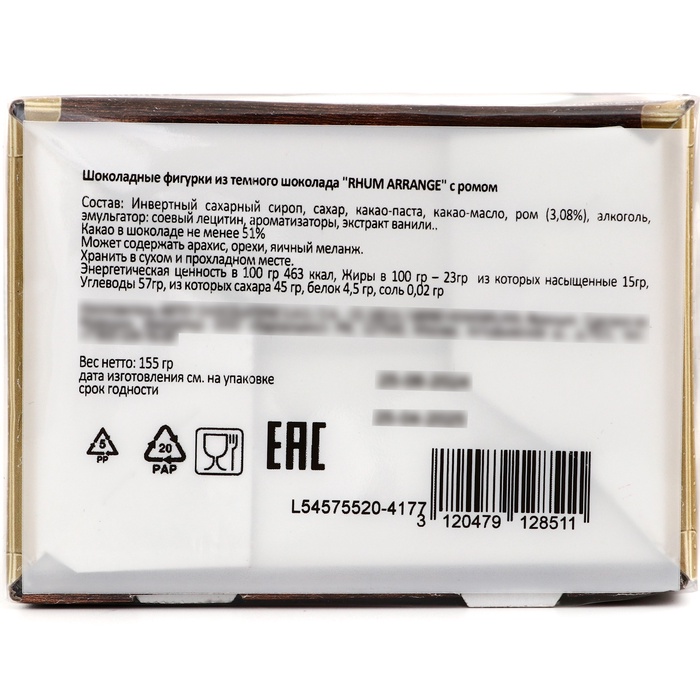 Шоколадные фигурки из темного шоколада "RHUM ARRANGE" с ромом
Состав: Инвертный сахарный сироп, сахар, какао-паста, какао-масло, ром (3,08%), алкоголь,
эмульгатор: соевый лецитин, ароматизаторы, экстракт ванили..
Какао в шоколаде не менее 51%
Может содержать арахис, орехи, яичный меланж.
Хранить в сухом и прохладном месте.
Энергетическая ценность в 100 гр 463 ккал, Жиры в 100 гр – 23гр из которых насыщенные 15гр,
Углеводы 57гр, из которых сахара 45 гр, белок 4,5 гр, соль 0,02 гр
Вес нетто: 155 гр
дата изготовления см. на упаковке
срок годности
5
PP
20
PAP
EAC
L54575520-4177
3 120479 128511